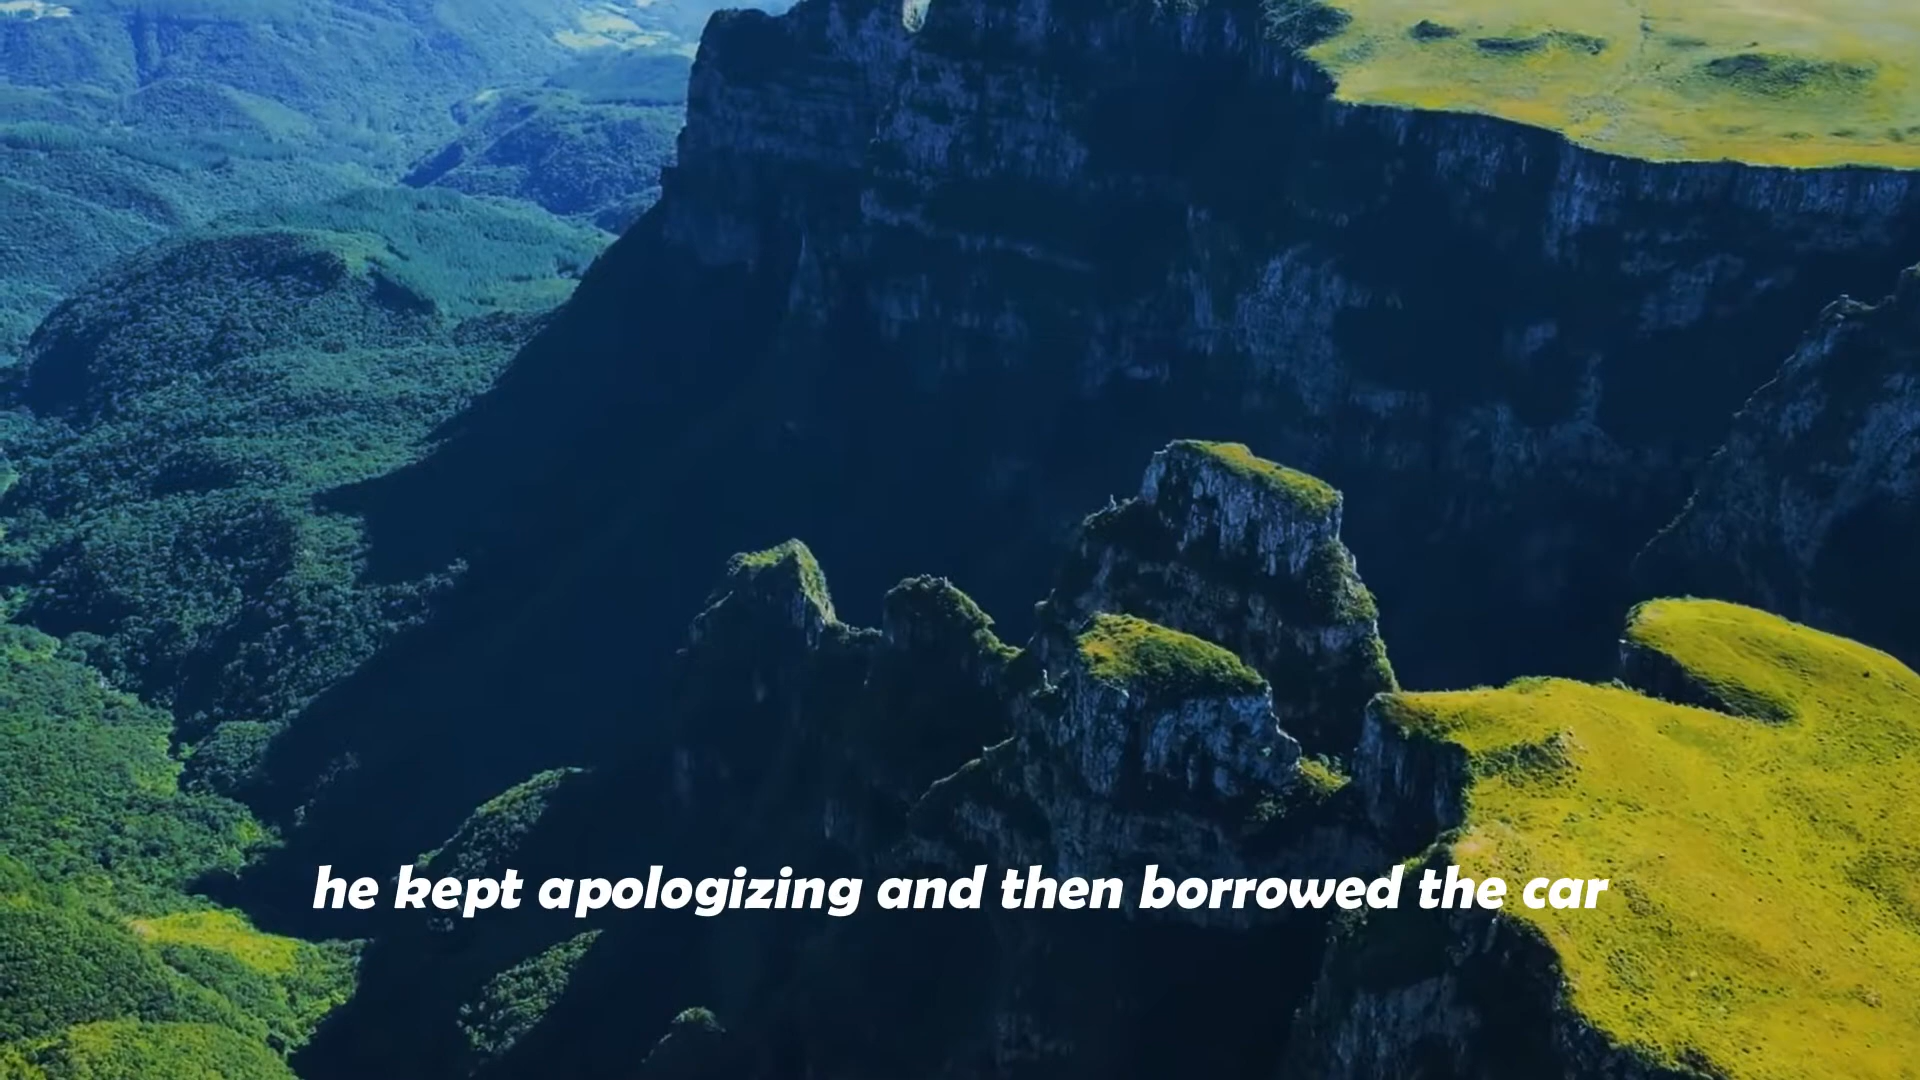 he kept apologizing and then borrowed the car